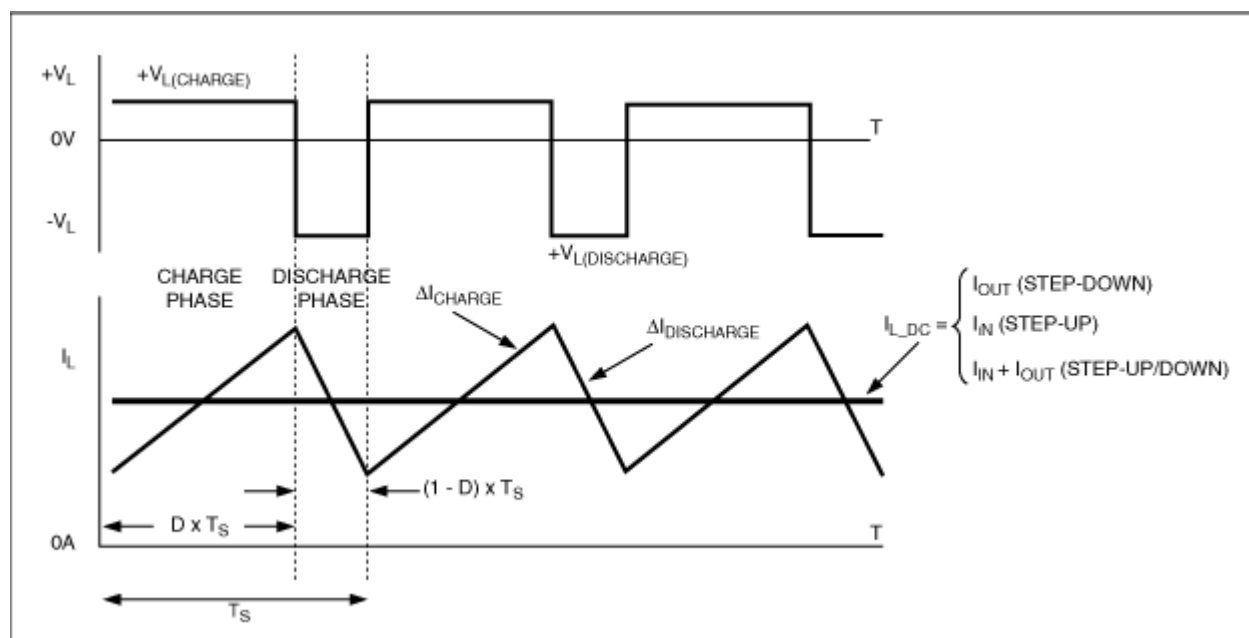 +V_L
+V_L(CHARGE)
T
0V
-V_L
+V_L(DISCHARGE)
CHARGE
PHASE
DISCHARGE
PHASE
ΔI_CHARGE
ΔI_DISCHARGE
I_L
I_L_DC =
I_OUT (STEP-DOWN)
I_IN (STEP-UP)
I_IN + I_OUT (STEP-UP/DOWN)
(1 - D) x T_S
D x T_S
0A
T
T_S